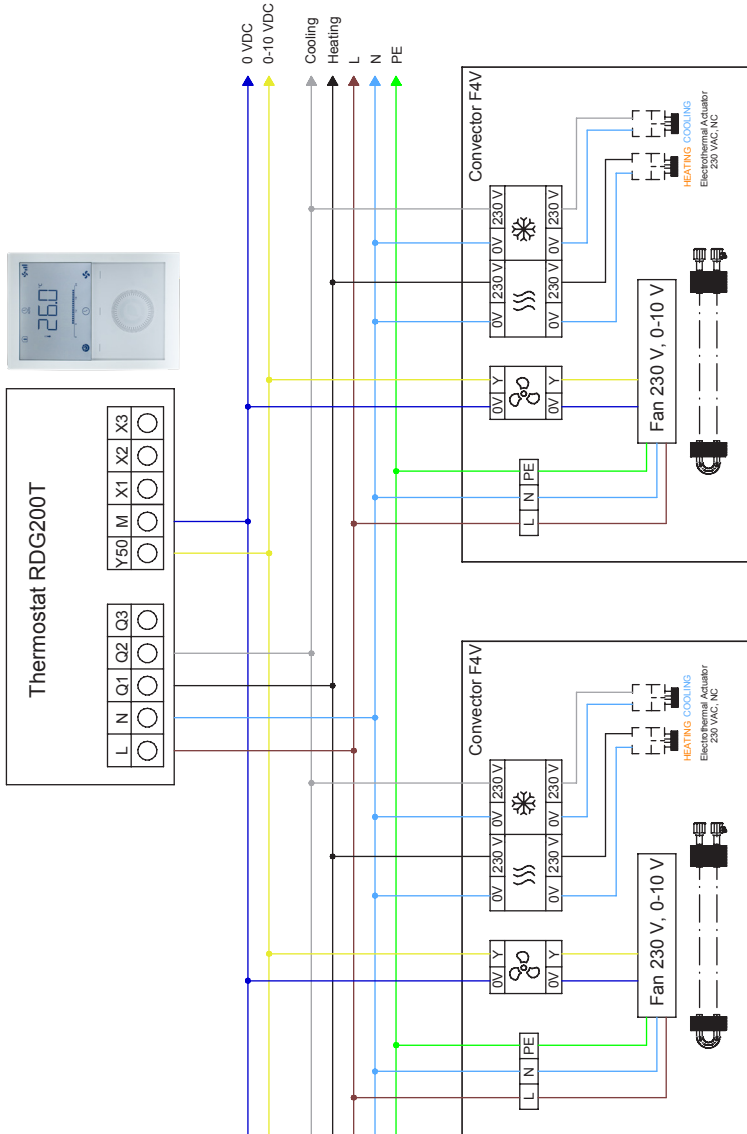 0 VDC
0-10 VDC
Cooling
Heating
L
N
PE
26.0
Thermostat RDG200T
L N Q1 Q2 Q3 Y50 M X1 X2 X3
Convector F4V
L N PE
0V Y
0V Y
0V 230 V 0V 230 V
0V 230 V 0V 230 V
Fan 230 V, 0-10 V
HEATING COOLING
Electrothermal Actuator
230 VAC, NC
Convector F4V
L N PE
0V Y
0V Y
0V 230 V 0V 230 V
0V 230 V 0V 230 V
Fan 230 V, 0-10 V
HEATING COOLING
Electrothermal Actuator
230 VAC, NC